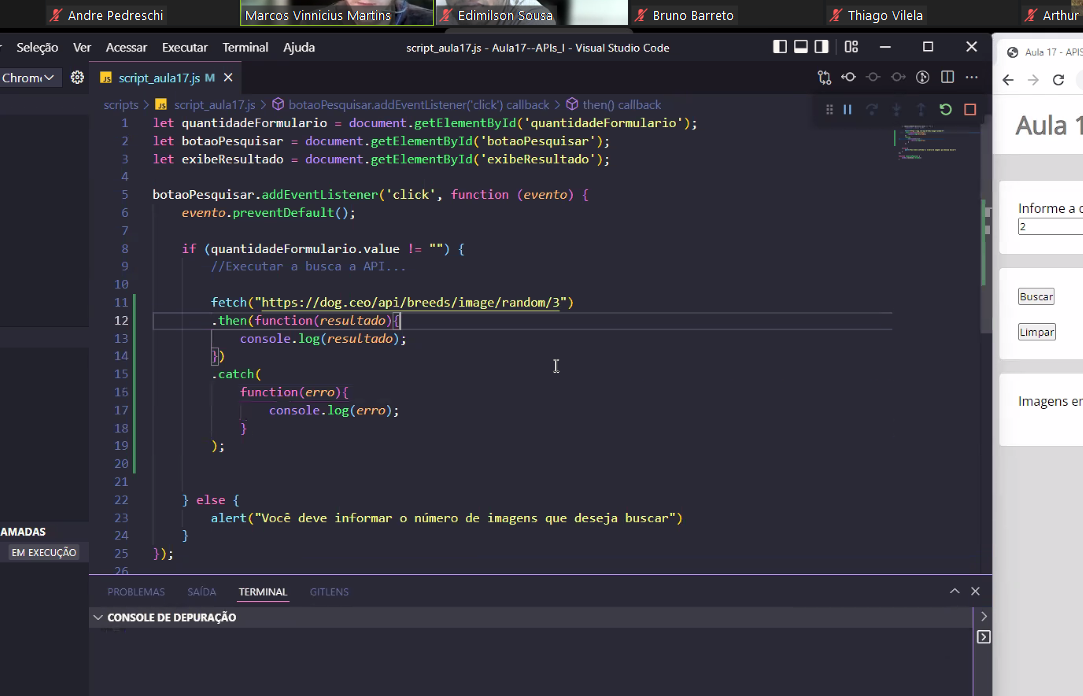 Andre Pedreschi
Marcos Vinnicius Martins
Edimilson Sousa
Bruno Barreto
Thiago Vilela
Arthur
Seleção Ver Acessar Executar Terminal Ajuda
script_aula17.js - Aula17--APIs_I - Visual Studio Code
Chrome
JS script_aula17.js M
scripts > JS script_aula17.js > botaoPesquisar.addEventListener('click') callback > then() callback
1 let quantidadeFormulario = document.getElementById('quantidadeFormulario');
2 let botaoPesquisar = document.getElementById('botaoPesquisar');
3 let exibeResultado = document.getElementById('exibeResultado');
4
5 botaoPesquisar.addEventListener('click', function (evento) {
6 evento.preventDefault();
7
8 if (quantidadeFormulario.value != "") {
9 //Executar a busca a API...
10
11 fetch("https://dog.ceo/api/breeds/image/random/3")
12 .then(function(resultado){
13 console.log(resultado);
14 })
15 .catch(
16 function(erro){
17 console.log(erro);
18 }
19 );
20
21
22 } else {
23 alert("Você deve informar o número de imagens que deseja buscar")
24 }
25 });
26
AMADAS
EM EXECUÇÃO
PROBLEMAS SAÍDA TERMINAL GITLENS
CONSOLE DE DEPURAÇÃO
Aula 17 - APIS
Aula 1
Informe a
2
Buscar
Limpar
Imagens en